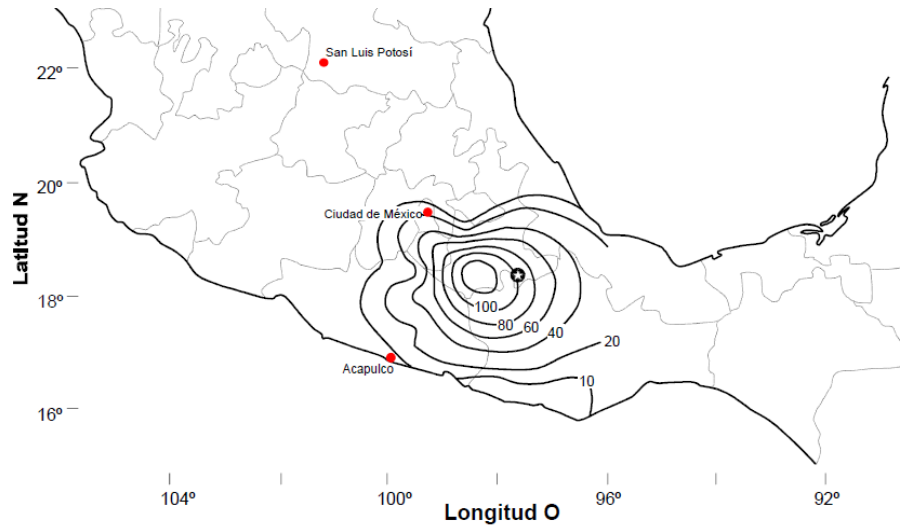 San Luis Potosí
22º
20º
Ciudad de México
Latitud N
18º
100
80
60
40
20
Acapulco
10
16º
104º
100º
96º
92º
Longitud O